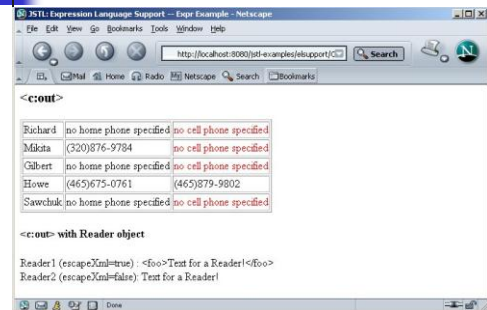 JSTL: Expression Language Support -- Expr Example - Netscape
File Edit View Go Bookmarks Tools Window Help
http://localhost:8080/jstl-examples/elsupport/ Search
Mail Home Radio Netscape Search Bookmarks
<c:out>
Richard no home phone specified no cell phone specified
Mikita (320)876-9784 no cell phone specified
Gilbert no home phone specified no cell phone specified
Howe (465)675-0761 (465)879-9802
Sawchuk no home phone specified no cell phone specified
<c:out> with Reader object
Reader1 (escapeXml=true) : <foo>Text for a Reader!</foo>
Reader2 (escapeXml=false): Text for a Reader!
Done